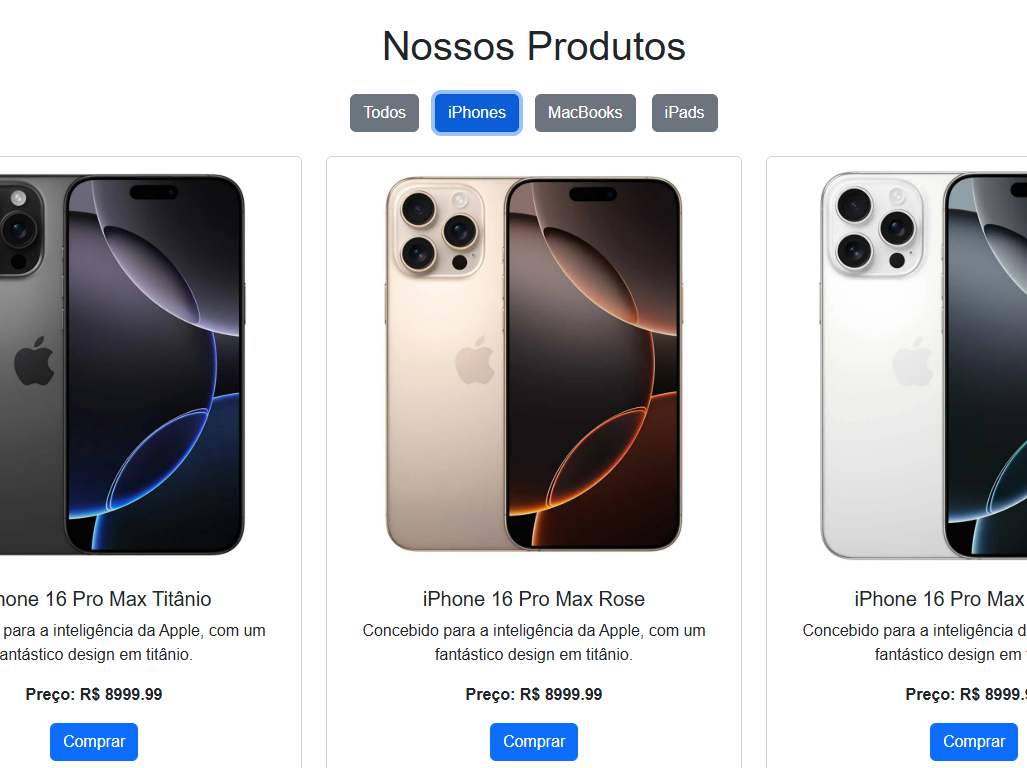 Nossos Produtos
Todos iPhones MacBooks iPads
hone 16 Pro Max Titânio
para a inteligência da Apple, com um
antástico design em titânio.
Preço: R$ 8999.99
Comprar
iPhone 16 Pro Max Rose
Concebido para a inteligência da Apple, com um
fantástico design em titânio.
Preço: R$ 8999.99
Comprar
iPhone 16 Pro Max
Concebido para a inteligência d
fantástico design em
Preço: R$ 8999.9
Comprar